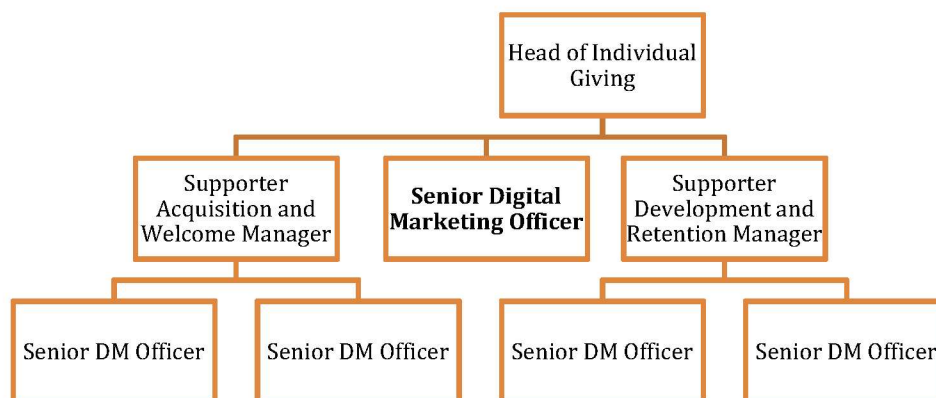 Head of Individual
Giving
Supporter
Acquisition and
Welcome Manager
Senior Digital
Marketing Officer
Supporter
Development and
Retention Manager
Senior DM Officer
Senior DM Officer
Senior DM Officer
Senior DM Officer